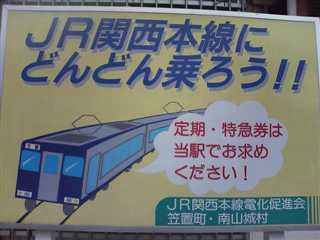 JR関西本線に
どんどん乗ろう!!
定期・特急券は
当駅でお求め
ください!
JR関西本線電化促進会
笠置町・南山城村